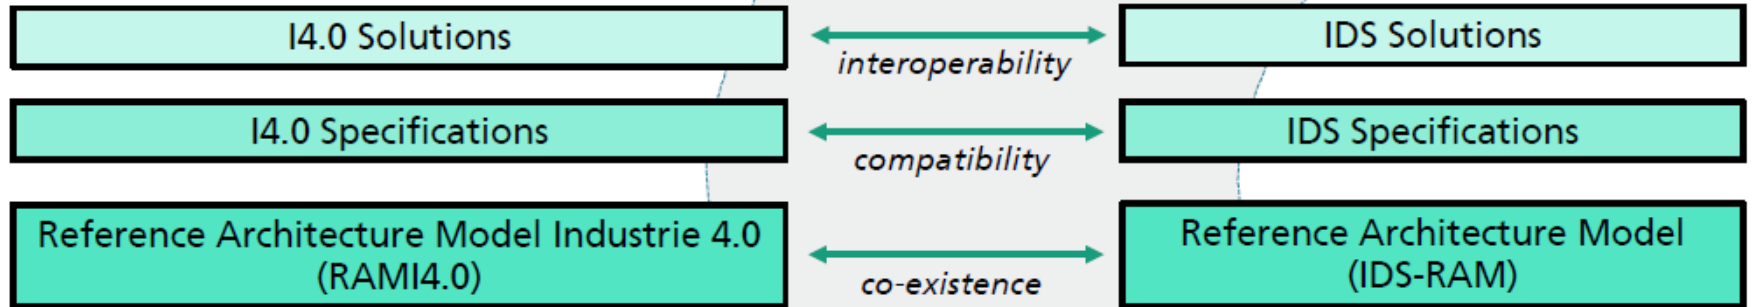 I4.0 Solutions
interoperability
IDS Solutions
I4.0 Specifications
compatibility
IDS Specifications
Reference Architecture Model Industrie 4.0
(RAMI4.0)
co-existence
Reference Architecture Model
(IDS-RAM)